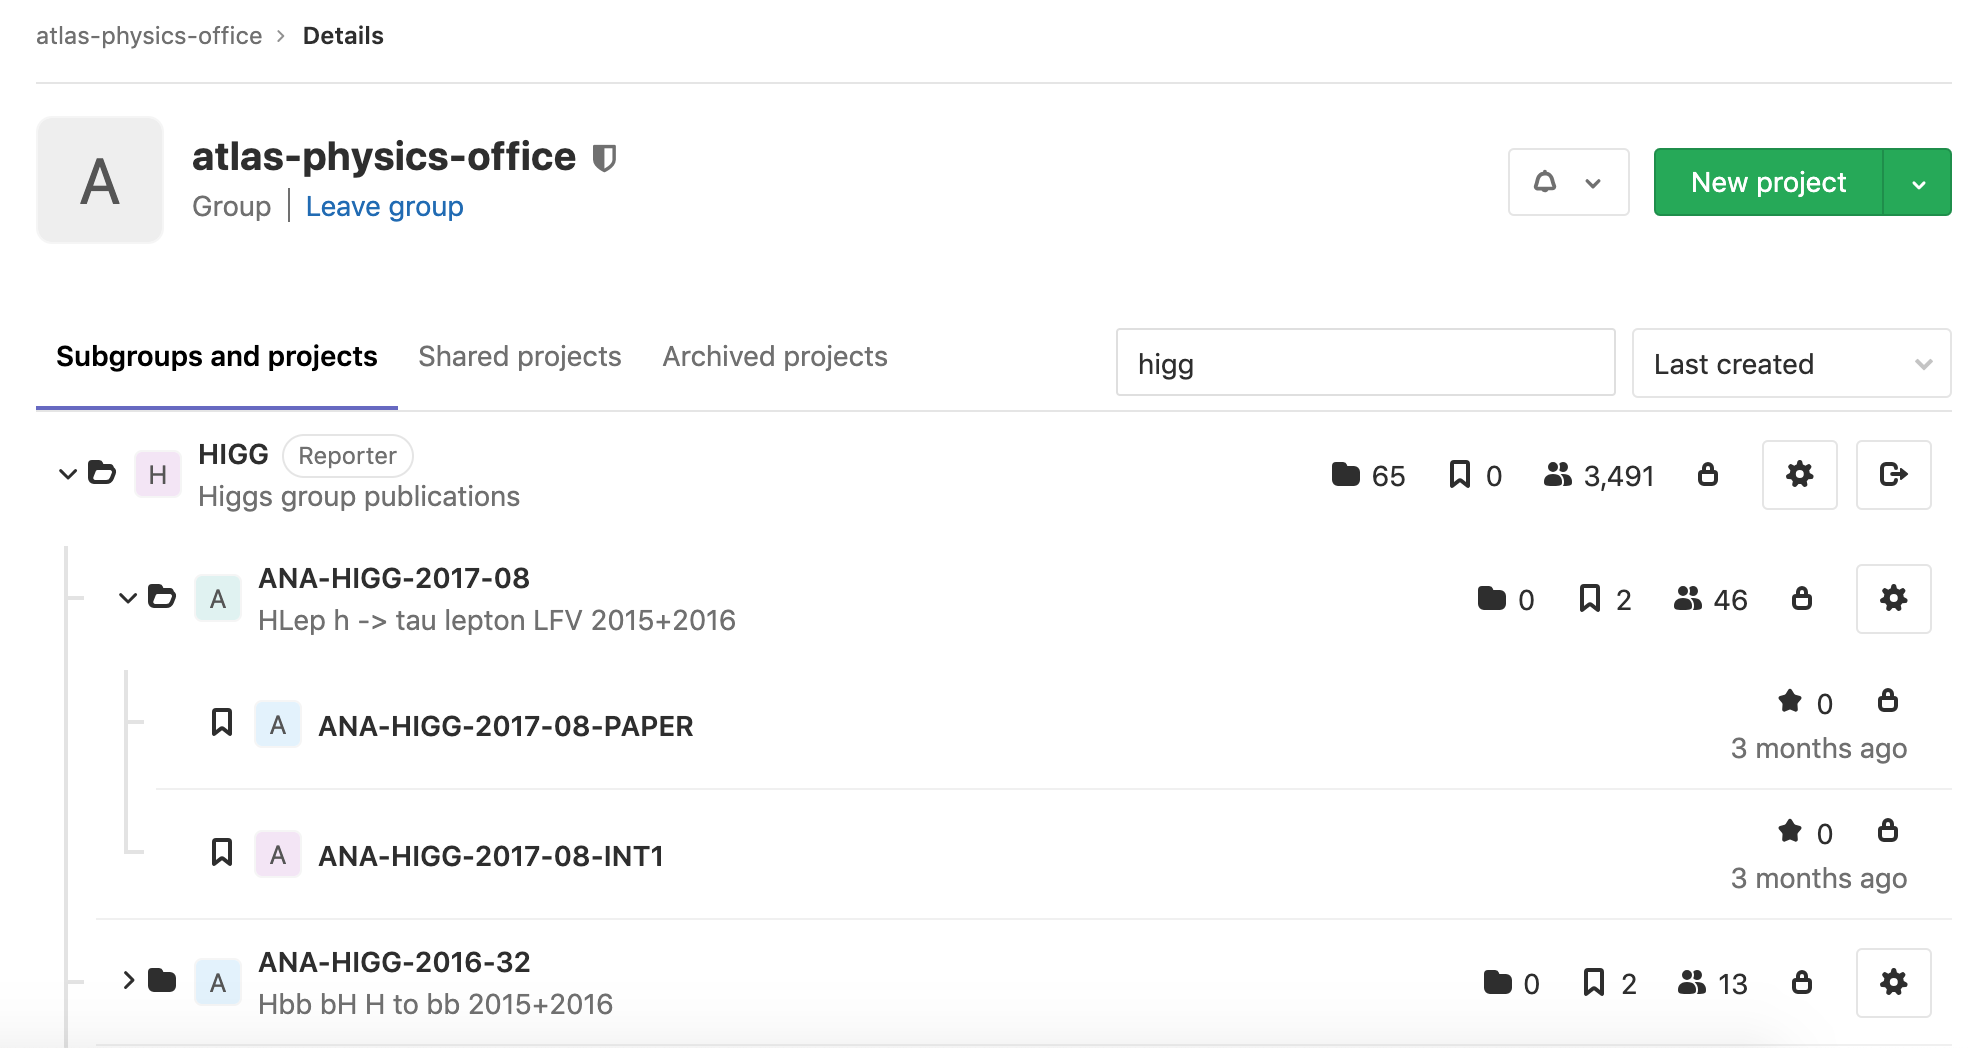 atlas-physics-office > Details
A
atlas-physics-office
Group | Leave group
New project
Subgroups and projects Shared projects Archived projects
higg
Last created
H HIGG Reporter 65 0 3,491
Higgs group publications
A ANA-HIGG-2017-08 0 2 46
HLep h -> tau lepton LFV 2015+2016
A ANA-HIGG-2017-08-PAPER 0
3 months ago
A ANA-HIGG-2017-08-INT1 0
3 months ago
A ANA-HIGG-2016-32 0 2 13
Hbb bH H to bb 2015+2016